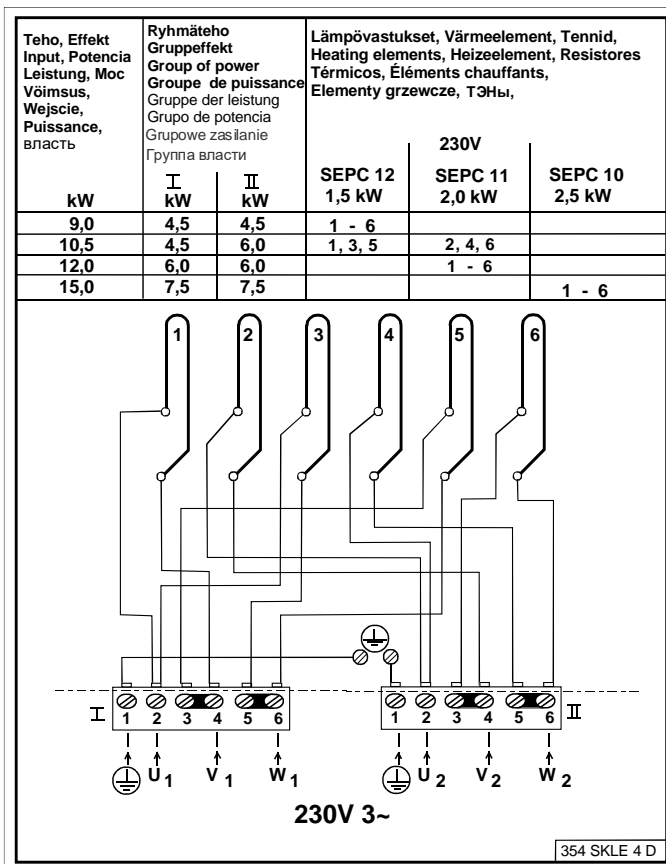 Teho, Effekt
Input, Potencia
Leistung, Moc
Vöimsus,
Wejscie,
Puissance,
власть
kW
Ryhmäteho
Gruppeffekt
Group of power
Groupe de puissance
Gruppe der leistung
Grupo de potencia
Grupowe zasilanie
Группа власти
I II
kW kW
Lämpövastukset, Värmeelement, Tennid,
Heating elements, Heizeelement, Resistores
Térmicos, Éléments chauffants,
Elementy grzewcze, ТЭНы,
230V
SEPC 12 SEPC 11 SEPC 10
1,5 kW 2,0 kW 2,5 kW
9,0 4,5 4,5 1 - 6
10,5 4,5 6,0 1, 3, 5 2, 4, 6
12,0 6,0 6,0 1 - 6
15,0 7,5 7,5 1 - 6
1 2 3 4 5 6
I 1 2 3 4 5 6 1 2 3 4 5 6 II
U1 V1 W1 U2 V2 W2
230V 3~
354 SKLE 4 D